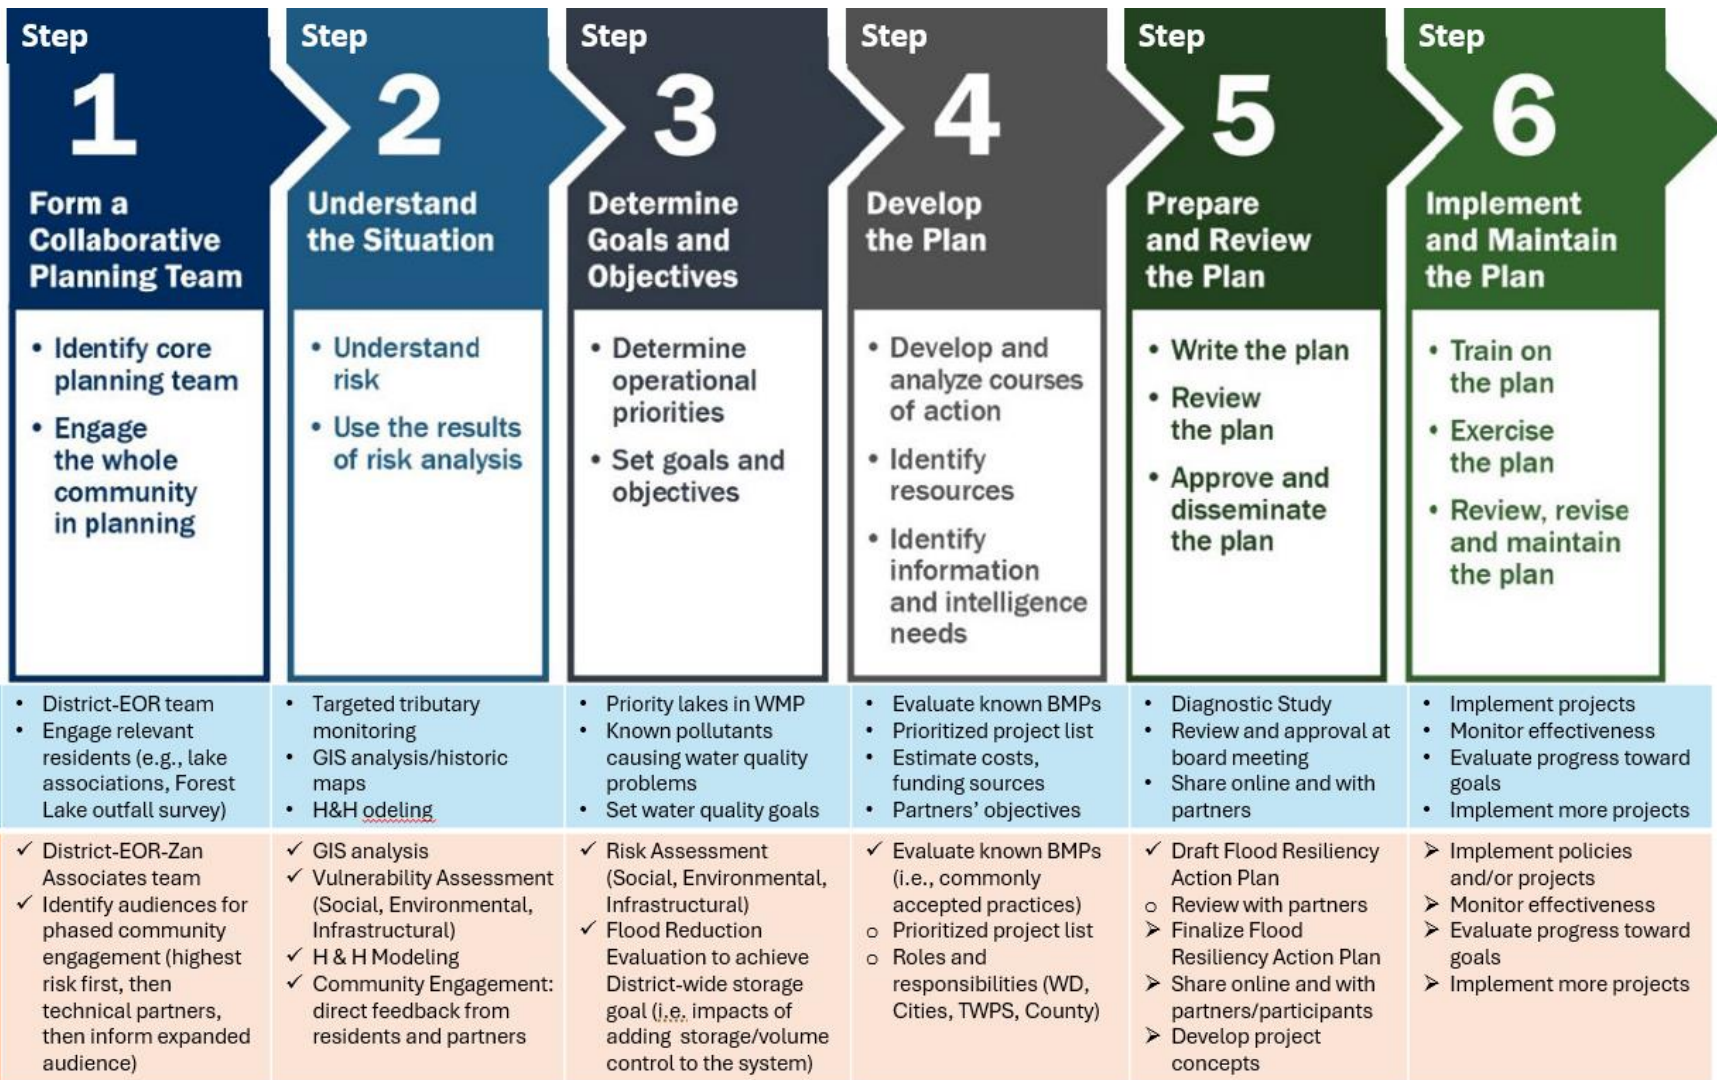 Step
1
Form a
Collaborative
Planning Team
• Identify core
planning team
• Engage
the whole
community
in planning
Step
2
Understand
the Situation
• Understand
risk
• Use the results
of risk analysis
Step
3
Determine
Goals and
Objectives
• Determine
operational
priorities
• Set goals and
objectives
Step
4
Develop
the Plan
• Develop and
analyze courses
of action
• Identify
resources
• Identify
information
and intelligence
needs
Step
5
Prepare
and Review
the Plan
• Write the plan
• Review
the plan
• Approve and
disseminate
the plan
Step
6
Implement
and Maintain
the Plan
• Train on
the plan
• Exercise
the plan
• Review, revise
and maintain
the plan
• District-EOR team
• Engage relevant
residents (e.g., lake
associations, Forest
Lake outfall survey)
• Targeted tributary
monitoring
• GIS analysis/historic
maps
• H&H odeling
• Priority lakes in WMP
• Known pollutants
causing water quality
problems
• Set water quality goals
• Evaluate known BMPs
• Prioritized project list
• Estimate costs,
funding sources
• Partners’ objectives
• Diagnostic Study
• Review and approval at
board meeting
• Share online and with
partners
• Implement projects
• Monitor effectiveness
• Evaluate progress toward
goals
• Implement more projects
✓ District-EOR-Zan
Associates team
✓ Identify audiences for
phased community
engagement (highest
risk first, then
technical partners,
then inform expanded
audience)
✓ GIS analysis
✓ Vulnerability Assessment
(Social, Environmental,
Infrastructural)
✓ H & H Modeling
✓ Community Engagement:
direct feedback from
residents and partners
✓ Risk Assessment
(Social, Environmental,
Infrastructural)
✓ Flood Reduction
Evaluation to achieve
District-wide storage
goal (i.e. impacts of
adding storage/volume
control to the system)
✓ Evaluate known BMPs
(i.e., commonly
accepted practices)
o Prioritized project list
o Roles and
responsibilities (WD,
Cities, TWPS, County)
✓ Draft Flood Resiliency
Action Plan
o Review with partners
➢ Finalize Flood
Resiliency Action Plan
➢ Share online and with
partners/participants
➢ Develop project
concepts
➢ Implement policies
and/or projects
➢ Monitor effectiveness
➢ Evaluate progress toward
goals
➢ Implement more projects